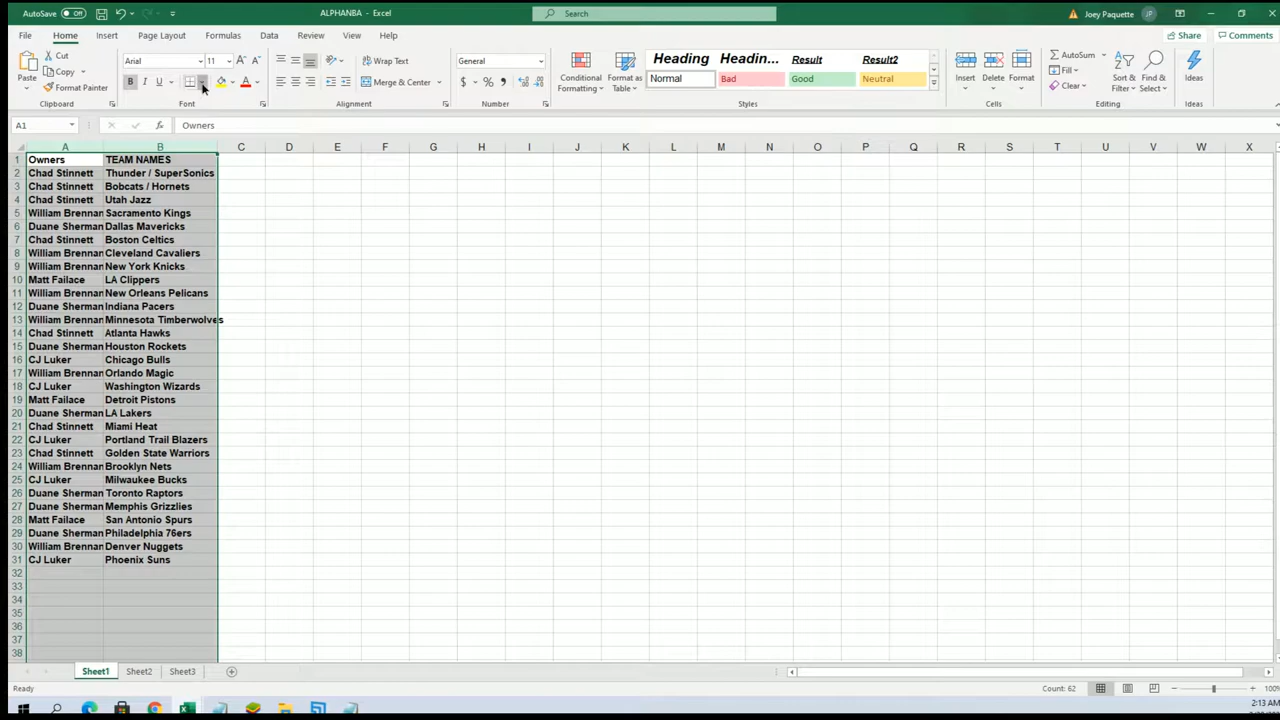 AutoSave Off ALPHANBA - Excel Search Joey Paquette JP
File Home Insert Page Layout Formulas Data Review View Help Share Comments
Cut Arial 11 Wrap Text General Heading Headin... Result Result2 AutoSum
Copy Fill
Paste Format Painter B I U A Merge & Center $ % Conditional Formatting Format as Table Normal Bad Good Neutral Insert Delete Format Clear Sort & Filter Find & Select Ideas
Clipboard Font Alignment Number Styles Cells Editing Ideas
A1 fx Owners
A B C D E F G H I J K L M N O P Q R S T U V W X
1 Owners TEAM NAMES
2 Chad Stinnett Thunder / SuperSonics
3 Chad Stinnett Bobcats / Hornets
4 Chad Stinnett Utah Jazz
5 William Brennan Sacramento Kings
6 Duane Sherman Dallas Mavericks
7 Chad Stinnett Boston Celtics
8 William Brennan Cleveland Cavaliers
9 William Brennan New York Knicks
10 Matt Failace LA Clippers
11 William Brennan New Orleans Pelicans
12 Duane Sherman Indiana Pacers
13 William Brennan Minnesota Timberwolves
14 Chad Stinnett Atlanta Hawks
15 Duane Sherman Houston Rockets
16 CJ Luker Chicago Bulls
17 William Brennan Orlando Magic
18 CJ Luker Washington Wizards
19 Matt Failace Detroit Pistons
20 Duane Sherman LA Lakers
21 Chad Stinnett Miami Heat
22 CJ Luker Portland Trail Blazers
23 Chad Stinnett Golden State Warriors
24 William Brennan Brooklyn Nets
25 CJ Luker Milwaukee Bucks
26 Duane Sherman Toronto Raptors
27 Duane Sherman Memphis Grizzlies
28 Matt Failace San Antonio Spurs
29 Duane Sherman Philadelphia 76ers
30 William Brennan Denver Nuggets
31 CJ Luker Phoenix Suns
32
33
34
35
36
37
38
Sheet1 Sheet2 Sheet3
Ready Count: 62 100%
2:13 AM